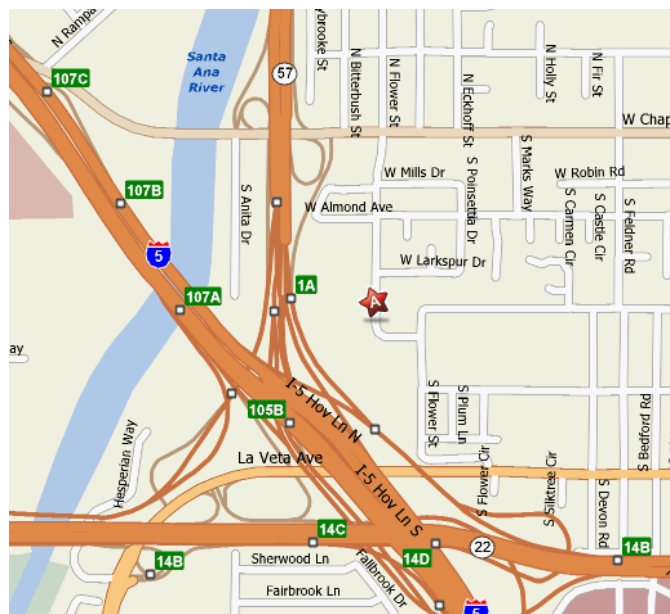 N Rampa
107C
Santa
Ana
River
57
ybrooke St
N Bitterbush St
N Flower St
N Eckhoff St
N Holly St
N Fir St
W Chap
107B
S Anita Dr
W Mills Dr
W Almond Ave
S Poinsettia Dr
S Marks Way
W Robin Rd
S Carmen Cir
S Castle Cir
S Feldner Rd
5
W Larkspur Dr
107A
1A
A
ay
I-5 Hov Ln N
105B
S Flower St
S Plum Ln
S Bedford Rd
Hesperian Way
La Veta Ave
I-5 Hov Ln S
S Flower Cir
S Silktree Cir
S Devon Rd
14C
14B
Sherwood Ln
14D
22
14B
Fallbrook Dr
Fairbrook Ln
5